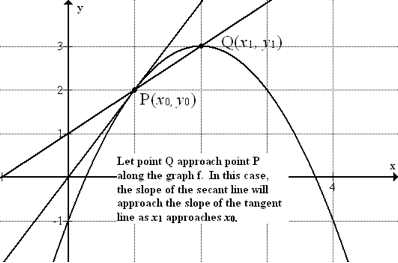 y
3
Q(x₁, y₁)
2
P(x₀, y₀)
1
Let point Q approach point P
along the graph f. In this case,
the slope of the secant line will
approach the slope of the tangent
line as x₁ approaches x₀.
x
4
-1